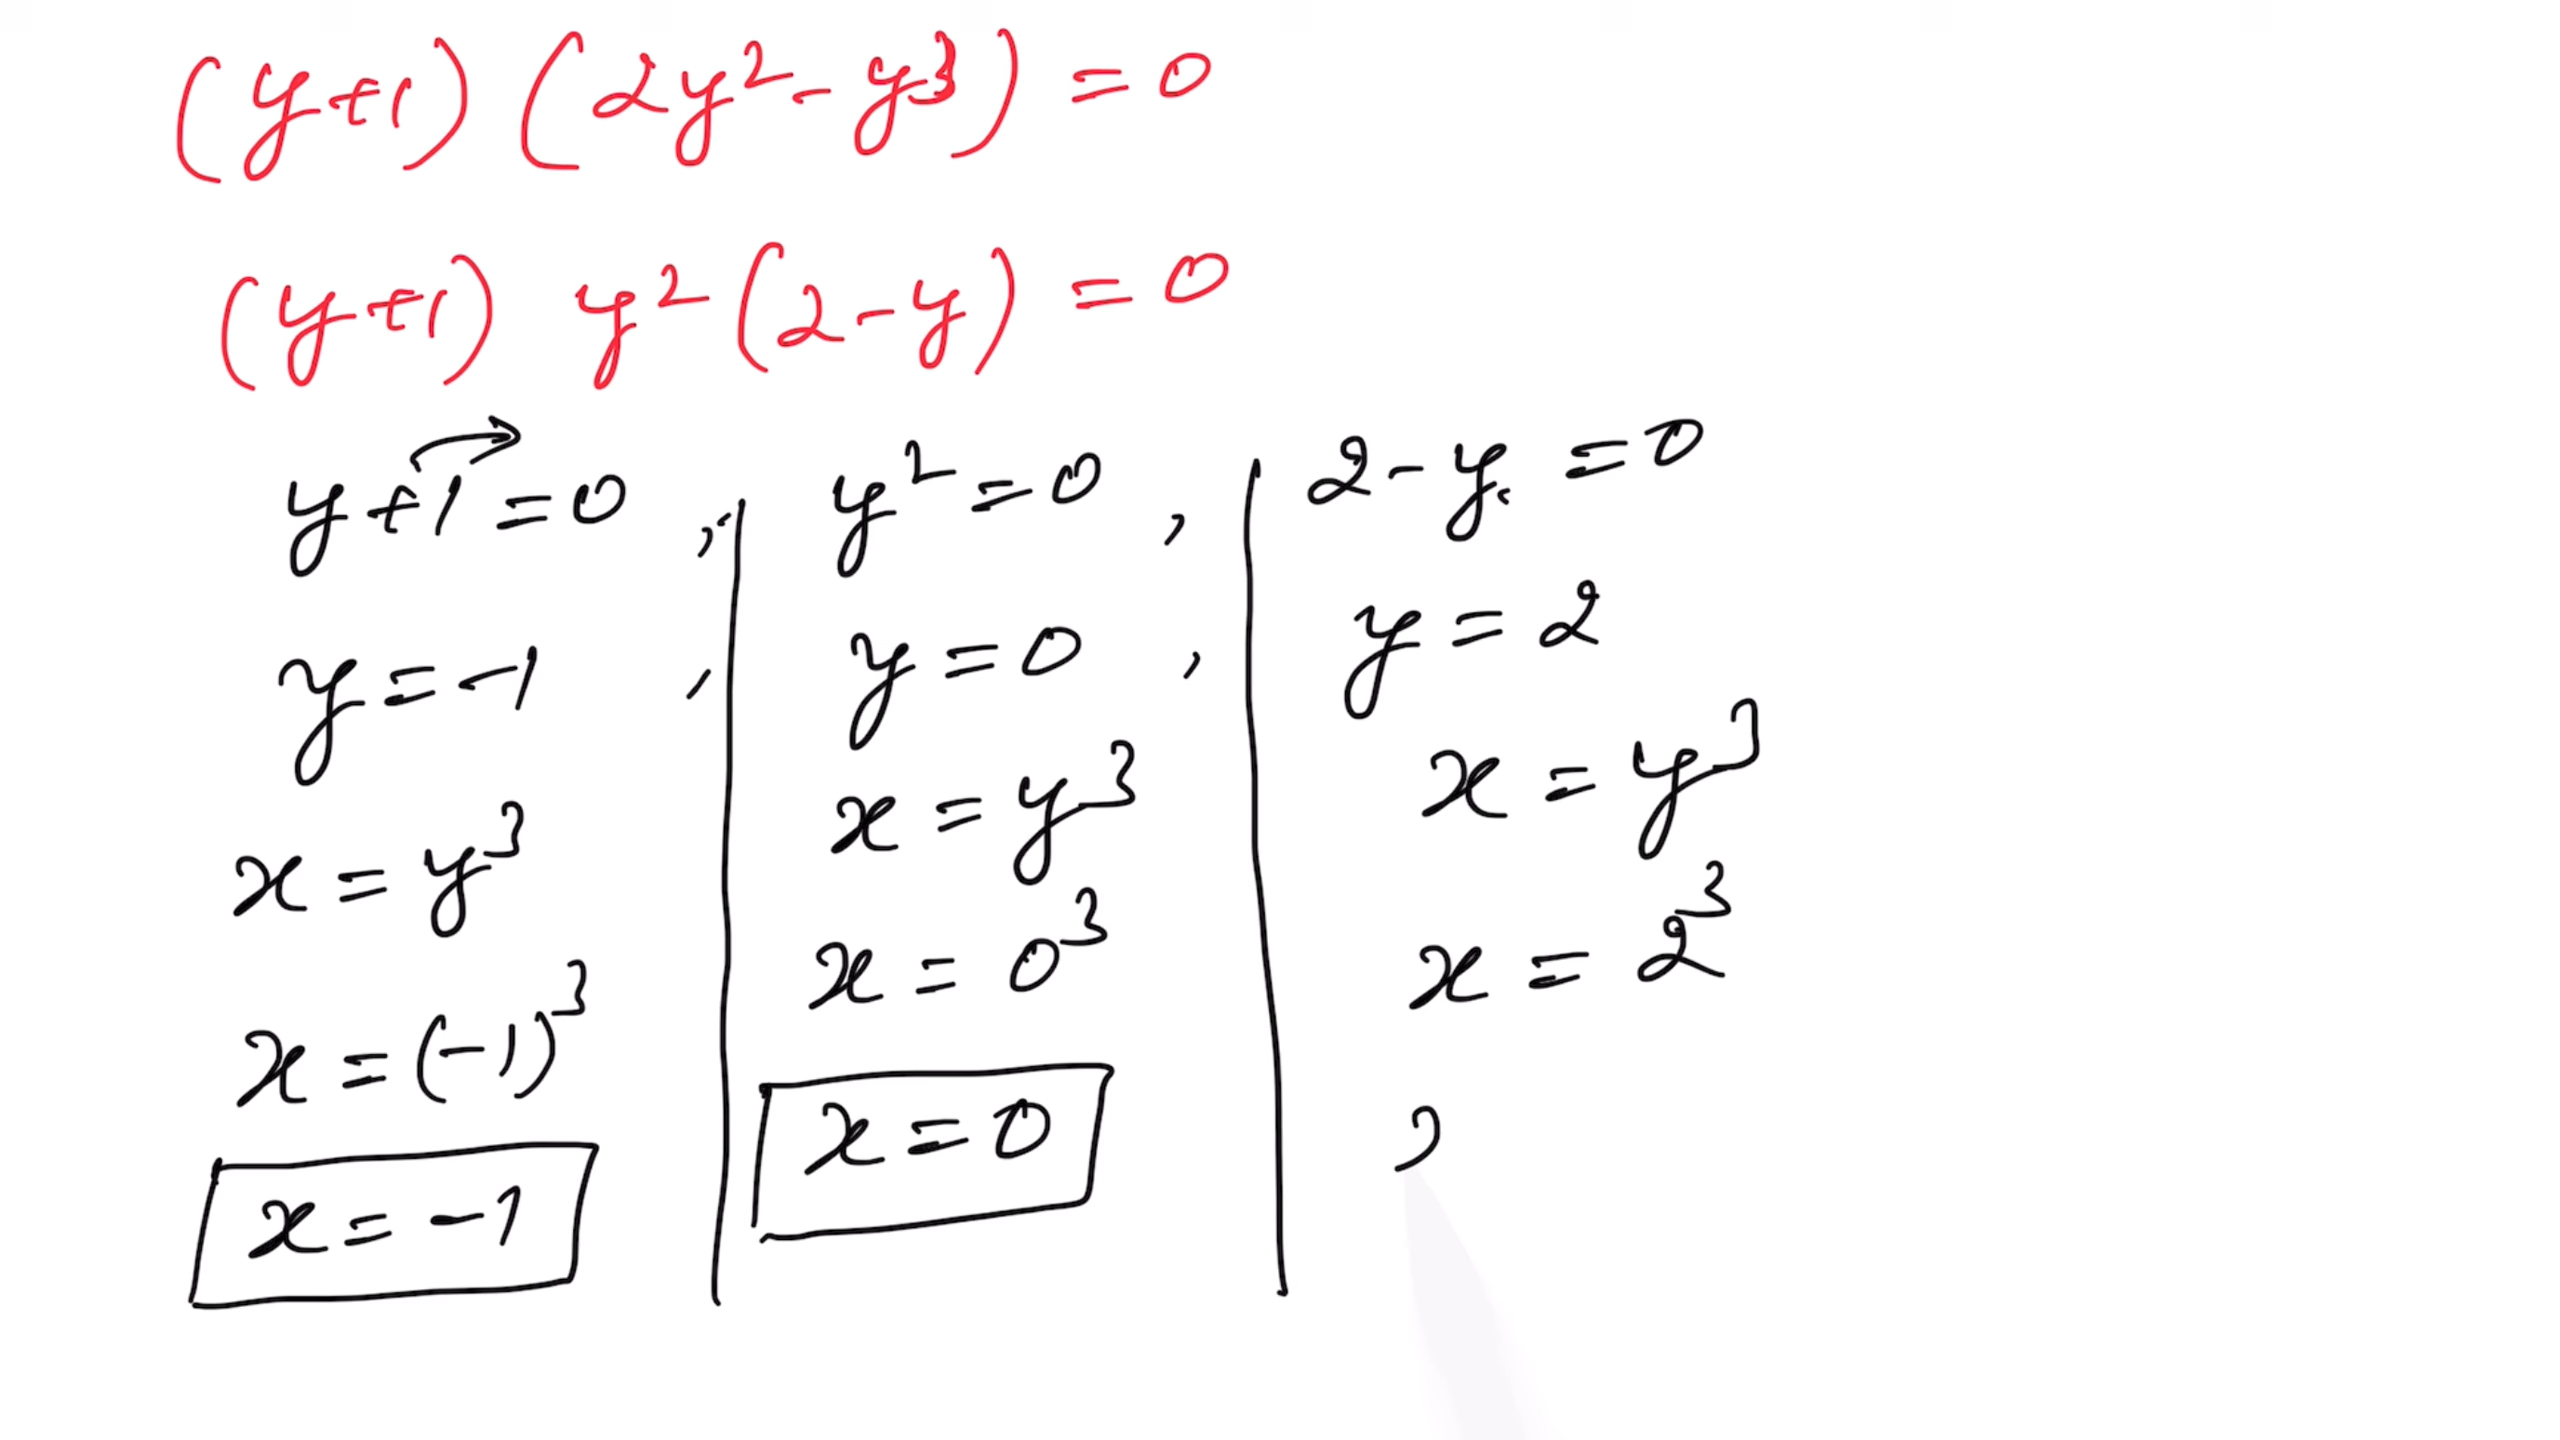 (y+1) (2y²-y³) = 0
(y+1) y² (2-y) = 0
y+1 = 0 ,
y = -1 ,
x = y³
x = (-1)³
x = -1
y² = 0 ,
y = 0 ,
x = y³
x = 0³
x = 0
2-y = 0
y = 2
x = y³
x = 2³